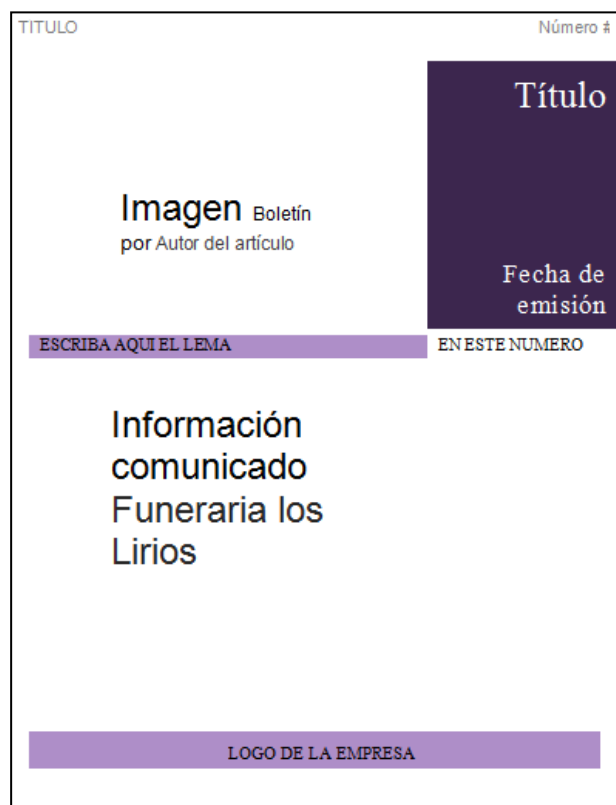 TITULO
Número #
Título
Imagen Boletín
por Autor del artículo
Fecha de
emisión
ESCRIBA AQUI EL LEMA
EN ESTE NUMERO
Información
comunicado
Funeraria los
Lirios
LOGO DE LA EMPRESA